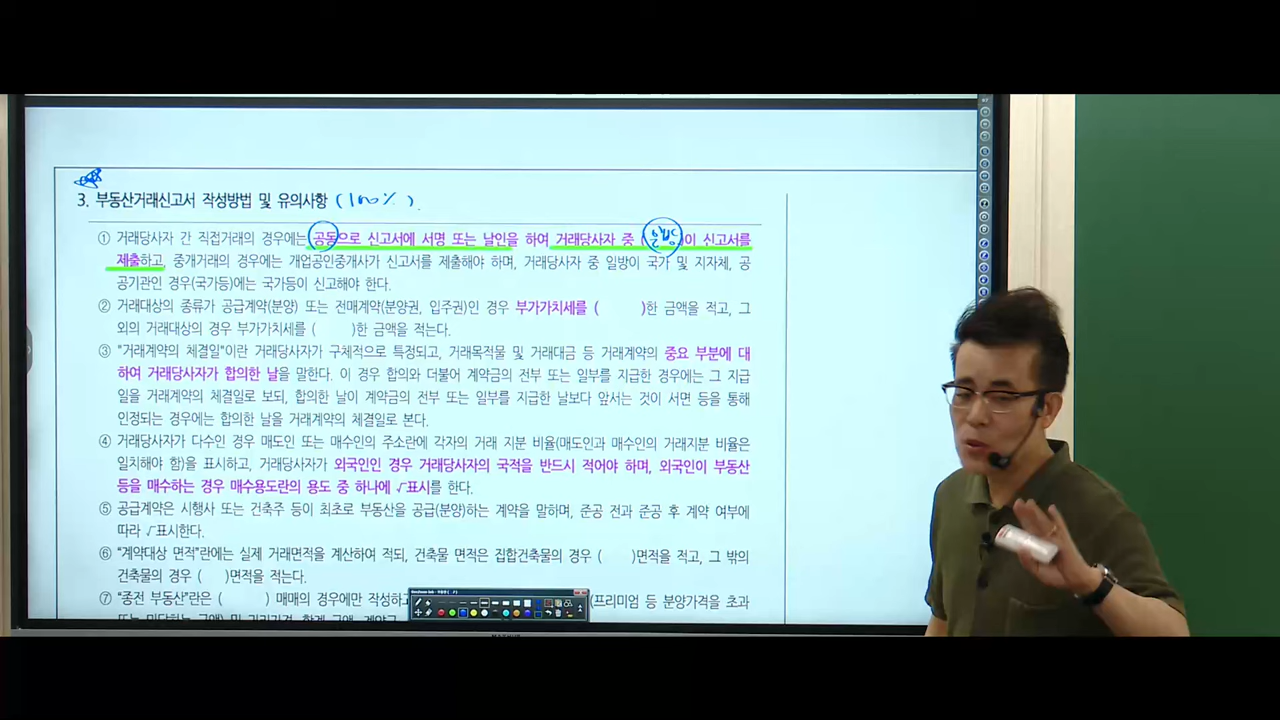 3. 부동산거래신고서 작성방법 및 유의사항 (100%).
① 거래당사자 간 직접거래의 경우에는 공동으로 신고서에 서명 또는 날인을 하여 거래당사자 중 (일방)이 신고서를
제출하고, 중개거래의 경우에는 개업공인중개사가 신고서를 제출해야 하며, 거래당사자 중 일방이 국가 및 지자체, 공
공기관인 경우(국가등)에는 국가등이 신고해야 한다.
② 거래대상의 종류가 공급계약(분양) 또는 전매계약(분양권, 입주권)인 경우 부가가치세를 ( )한 금액을 적고, 그
외의 거래대상의 경우 부가가치세를 ( )한 금액을 적는다.
③ "거래계약의 체결일"이란 거래당사자가 구체적으로 특정되고, 거래목적물 및 거래대금 등 거래계약의 중요 부분에 대
하여 거래당사자가 합의한 날을 말한다. 이 경우 합의와 더불어 계약금의 전부 또는 일부를 지급한 경우에는 그 지급
일을 거래계약의 체결일로 보되, 합의한 날이 계약금의 전부 또는 일부를 지급한 날보다 앞서는 것이 서면 등을 통해
인정되는 경우에는 합의한 날을 거래계약의 체결일로 본다.
④ 거래당사자가 다수인 경우 매도인 또는 매수인의 주소란에 각자의 거래 지분 비율(매도인과 매수인의 거래지분 비율은
일치해야 함)을 표시하고, 거래당사자가 외국인인 경우 거래당사자의 국적을 반드시 적어야 하며, 외국인이 부동산
등을 매수하는 경우 매수용도란의 용도 중 하나에 √표시를 한다.
⑤ 공급계약은 시행사 또는 건축주 등이 최초로 부동산을 공급(분양)하는 계약을 말하며, 준공 전과 준공 후 계약 여부에
따라 √표시한다.
⑥ "계약대상 면적"란에는 실제 거래면적을 계산하여 적되, 건축물 면적은 집합건축물의 경우 ( )면적을 적고, 그 밖의
건축물의 경우 ( )면적을 적는다.
⑦ "종전 부동산"란은 ( ) 매매의 경우에만 작성하고 (프리미엄 등 분양가격을 초과